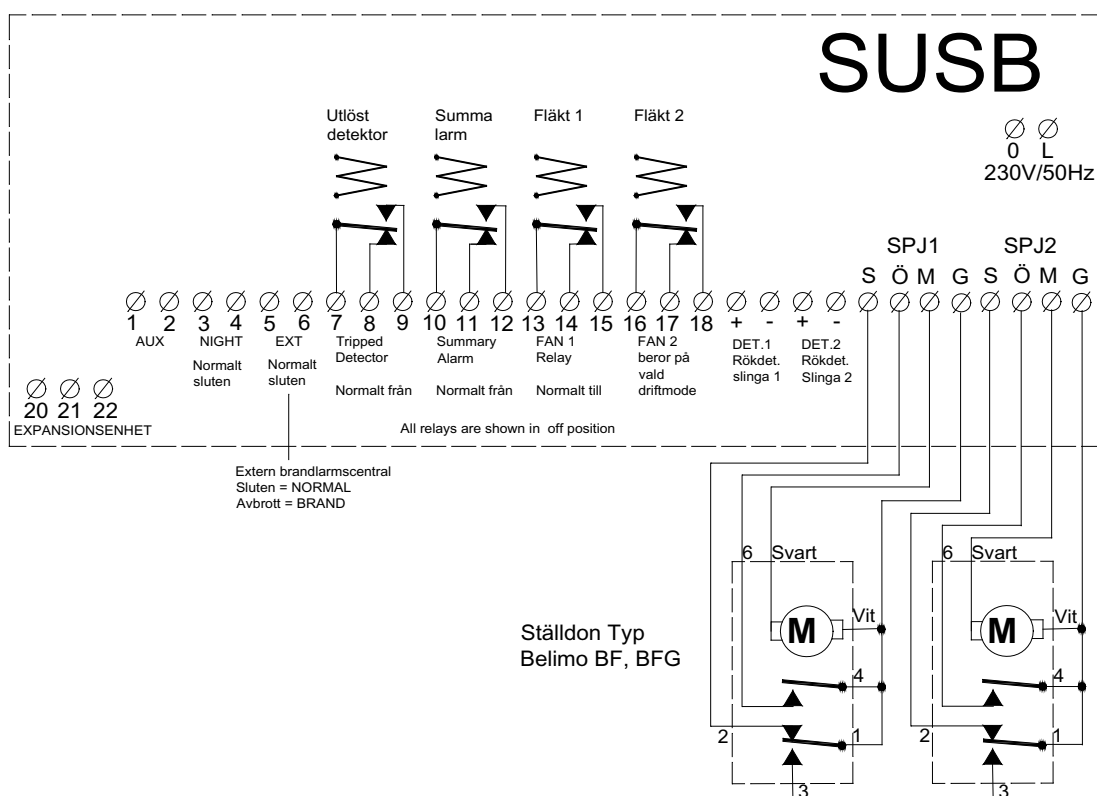 SUSB
Utlöst
detektor
Summa
larm
Fläkt 1
Fläkt 2
0 L
230V/50Hz
SPJ1 SPJ2
S Ö M G S Ö M G
1 2 3 4 5 6 7 8 9 10 11 12 13 14 15 16 17 18 + - + -
AUX
NIGHT
Normalt
sluten
EXT
Normalt
sluten
Tripped
Detector
Normalt från
Summary
Alarm
Normalt från
FAN 1
Relay
Normalt till
FAN 2
beror på
vald
driftmode
DET.1
Rökdet.
slinga 1
DET.2
Rökdet.
Slinga 2
20 21 22
EXPANSIONSENHET
All relays are shown in off position
Extern brandlarmscentral
Sluten = NORMAL
Avbrott = BRAND
Ställdon Typ
Belimo BF, BFG
6 Svart
M
Vit
4
2
1
3
6 Svart
M
Vit
4
2
1
3